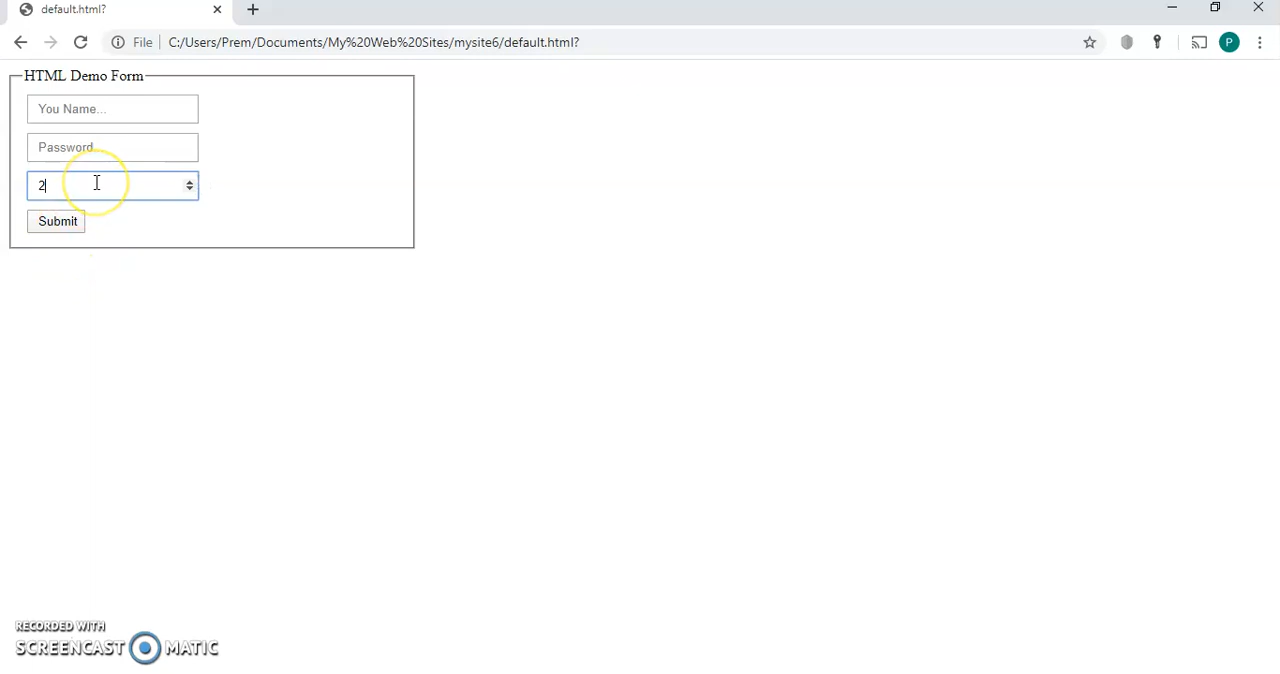 default.html?
File
C:/Users/Prem/Documents/My%20Web%20Sites/mysite6/default.html?
P
HTML Demo Form
You Name...
Password..
2
Submit
RECORDED WITH
SCREENCAST MATIC